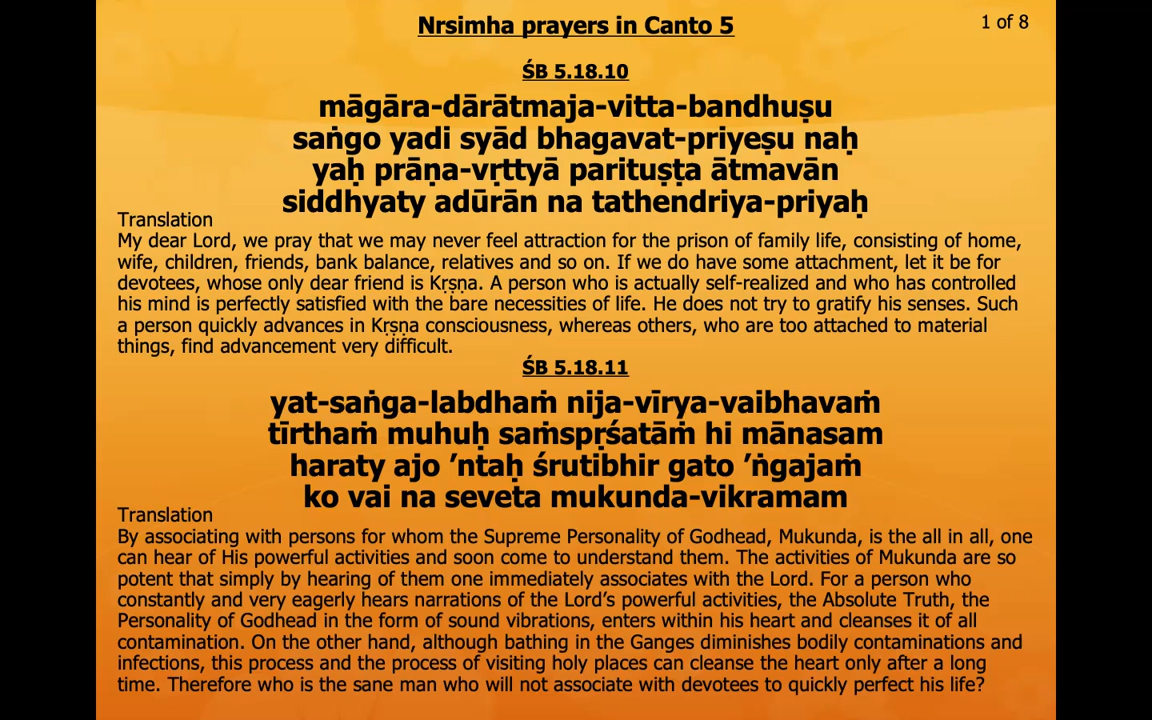 Nrsimha prayers in Canto 5
1 of 8
ŚB 5.18.10
māgāra-dārātmaja-vitta-bandhuṣu
saṅgo yadi syād bhagavat-priyeṣu naḥ
yaḥ prāṇa-vṛttyā parituṣṭa ātmavān
siddhyaty adūrān na tathendriya-priyaḥ
Translation
My dear Lord, we pray that we may never feel attraction for the prison of family life, consisting of home,
wife, children, friends, bank balance, relatives and so on. If we do have some attachment, let it be for
devotees, whose only dear friend is Kṛṣṇa. A person who is actually self-realized and who has controlled
his mind is perfectly satisfied with the bare necessities of life. He does not try to gratify his senses. Such
a person quickly advances in Kṛṣṇa consciousness, whereas others, who are too attached to material
things, find advancement very difficult.
ŚB 5.18.11
yat-saṅga-labdhaṁ nija-vīrya-vaibhavaṁ
tīrthaṁ muhuḥ saṁspṛśatāṁ hi mānasam
haraty ajo ’ntaḥ śrutibhir gato ’ṅgajaṁ
ko vai na seveta mukunda-vikramam
Translation
By associating with persons for whom the Supreme Personality of Godhead, Mukunda, is the all in all, one
can hear of His powerful activities and soon come to understand them. The activities of Mukunda are so
potent that simply by hearing of them one immediately associates with the Lord. For a person who
constantly and very eagerly hears narrations of the Lord’s powerful activities, the Absolute Truth, the
Personality of Godhead in the form of sound vibrations, enters within his heart and cleanses it of all
contamination. On the other hand, although bathing in the Ganges diminishes bodily contaminations and
infections, this process and the process of visiting holy places can cleanse the heart only after a long
time. Therefore who is the sane man who will not associate with devotees to quickly perfect his life?